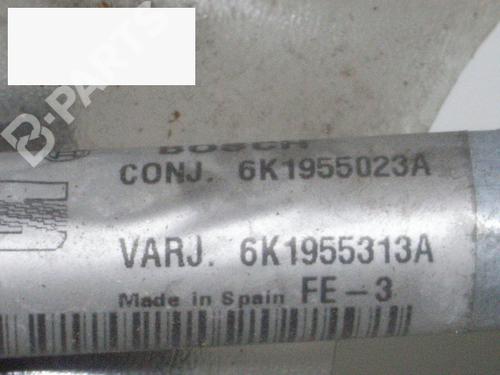 B-PARTS
BOSCH
CONJ. 6K1955023A
VARJ. 6K1955313A
Made in Spain FE-3